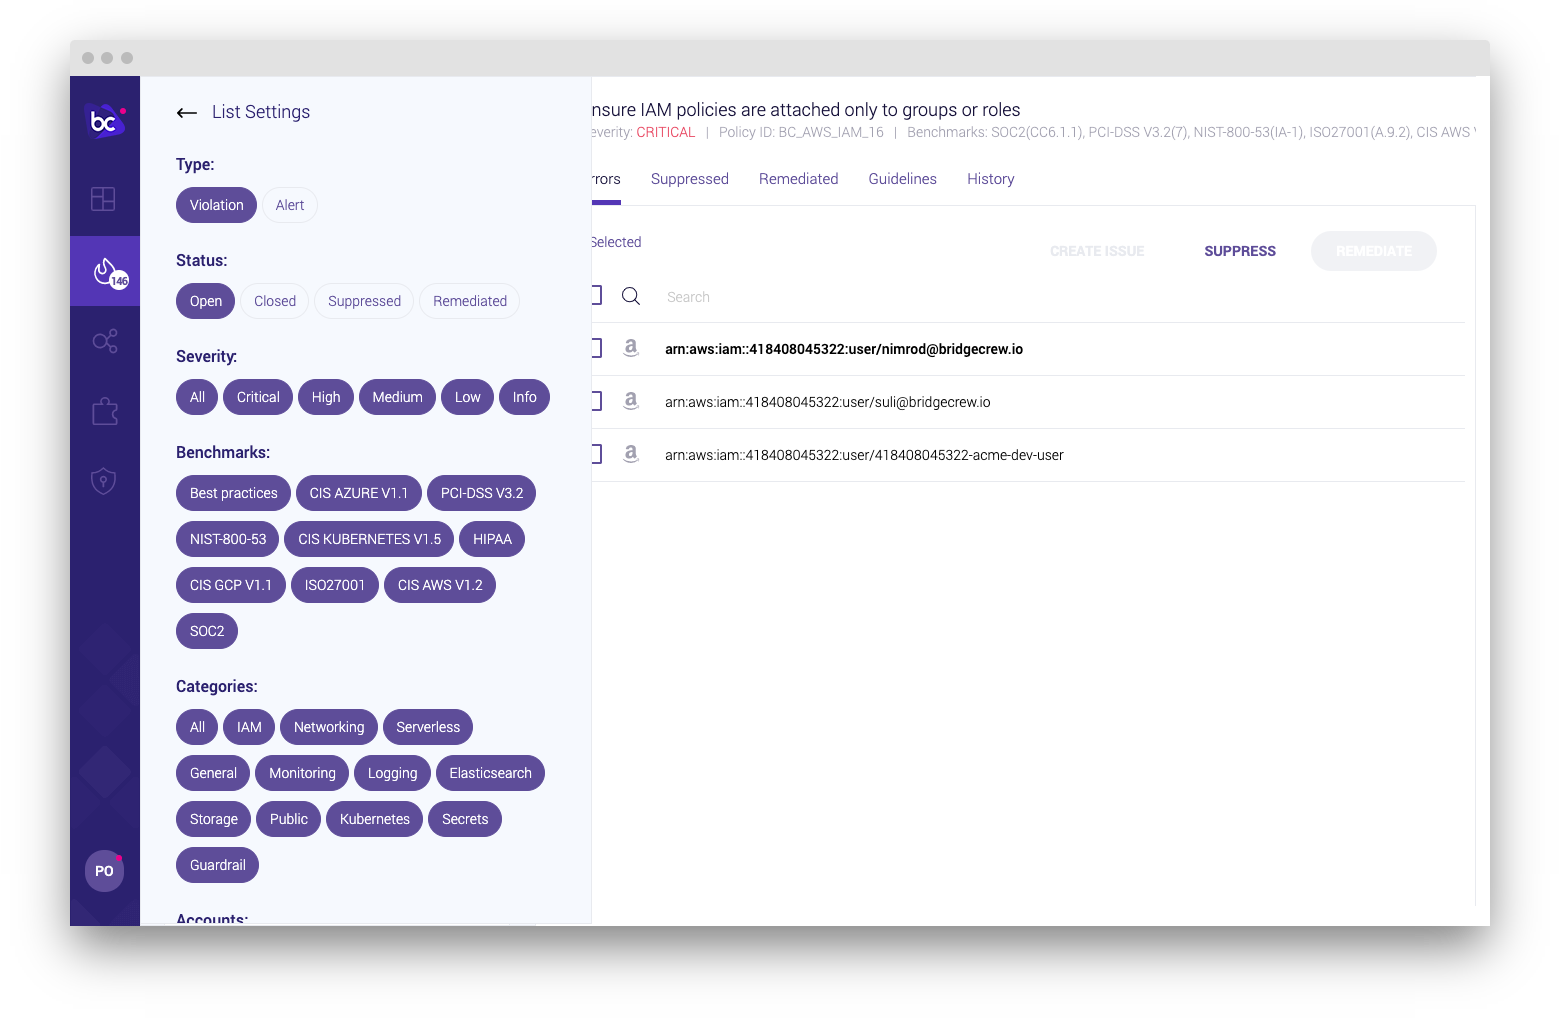 bc
146
PO
List Settings
Type:
Violation Alert
Status:
Open Closed Suppressed Remediated
Severity:
All Critical High Medium Low Info
Benchmarks:
Best practices CIS AZURE V1.1 PCI-DSS V3.2
NIST-800-53 CIS KUBERNETES V1.5 HIPAA
CIS GCP V1.1 ISO27001 CIS AWS V1.2
SOC2
Categories:
All IAM Networking Serverless
General Monitoring Logging Elasticsearch
Storage Public Kubernetes Secrets
Guardrail
Accounts:
nsure IAM policies are attached only to groups or roles
everity: CRITICAL | Policy ID: BC_AWS_IAM_16 | Benchmarks: SOC2(CC6.1.1), PCI-DSS V3.2(7), NIST-800-53(IA-1), ISO27001(A.9.2), CIS AWS
rrors Suppressed Remediated Guidelines History
Selected
CREATE ISSUE SUPPRESS REMEDIATE
Search
arn:aws:iam::418408045322:user/nimrod@bridgecrew.io
arn:aws:iam::418408045322:user/suli@bridgecrew.io
arn:aws:iam::418408045322:user/418408045322-acme-dev-user